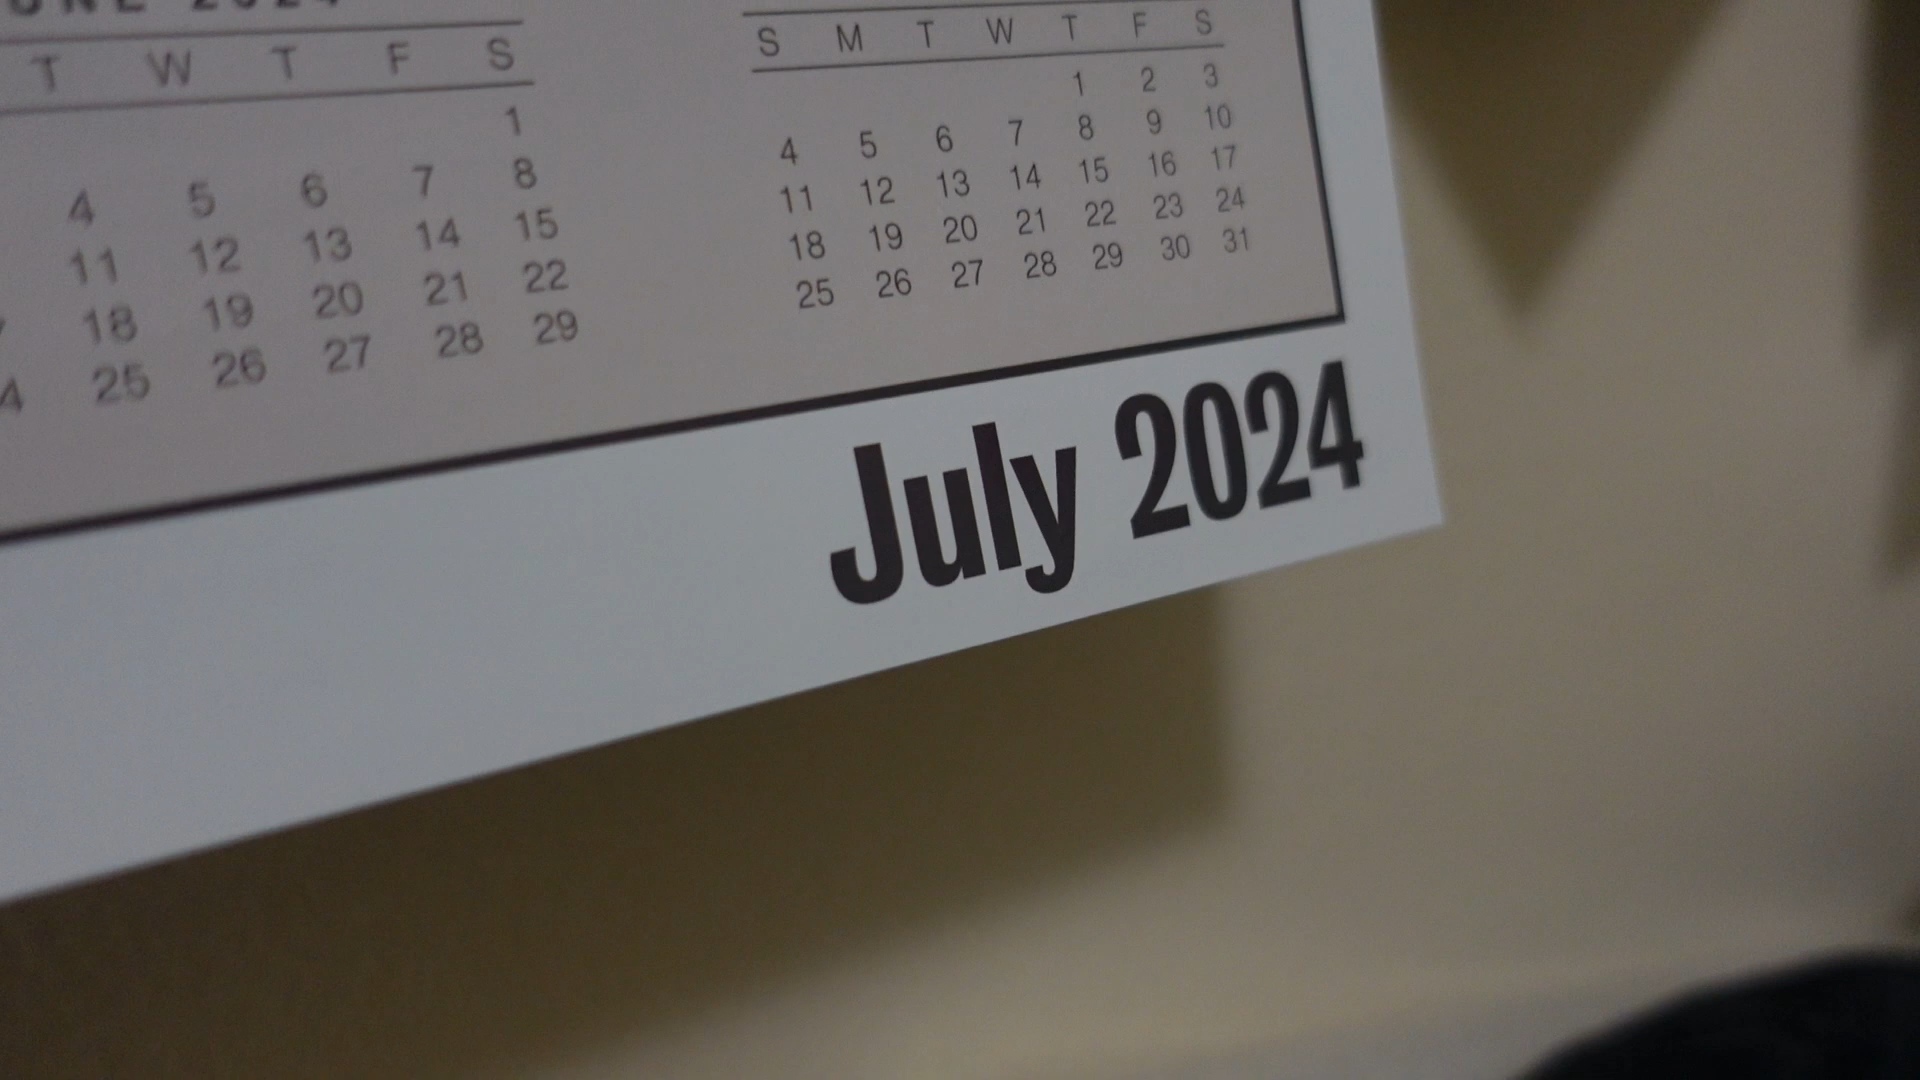 JUNE 2024
T W T F S
1
4 5 6 7 8
11 12 13 14 15
18 19 20 21 22
25 26 27 28 29
S M T W T F S
1 2 3
4 5 6 7 8 9 10
11 12 13 14 15 16 17
18 19 20 21 22 23 24
25 26 27 28 29 30 31
July 2024